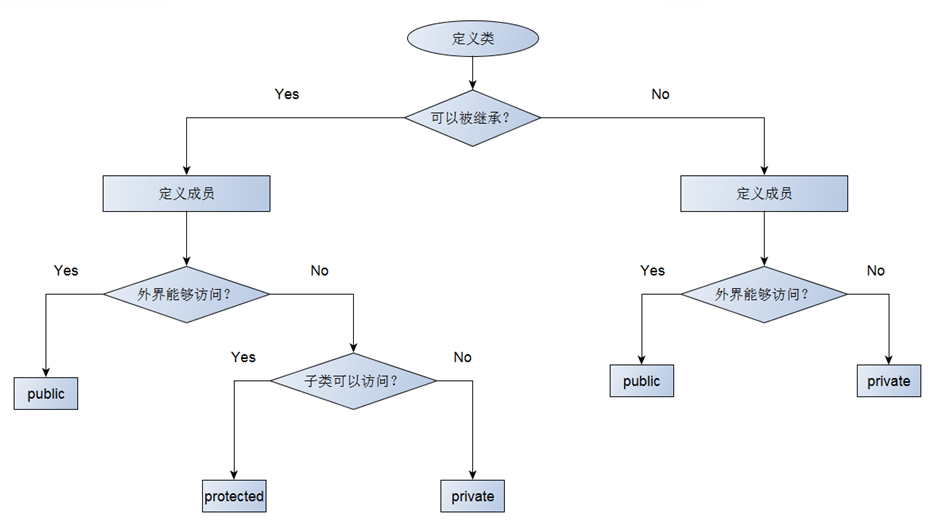 定义类
Yes
No
可以被继承?
定义成员
定义成员
Yes
外界能够访问?
No
Yes
外界能够访问?
No
public
Yes
子类可以访问?
No
public
private
protected
private